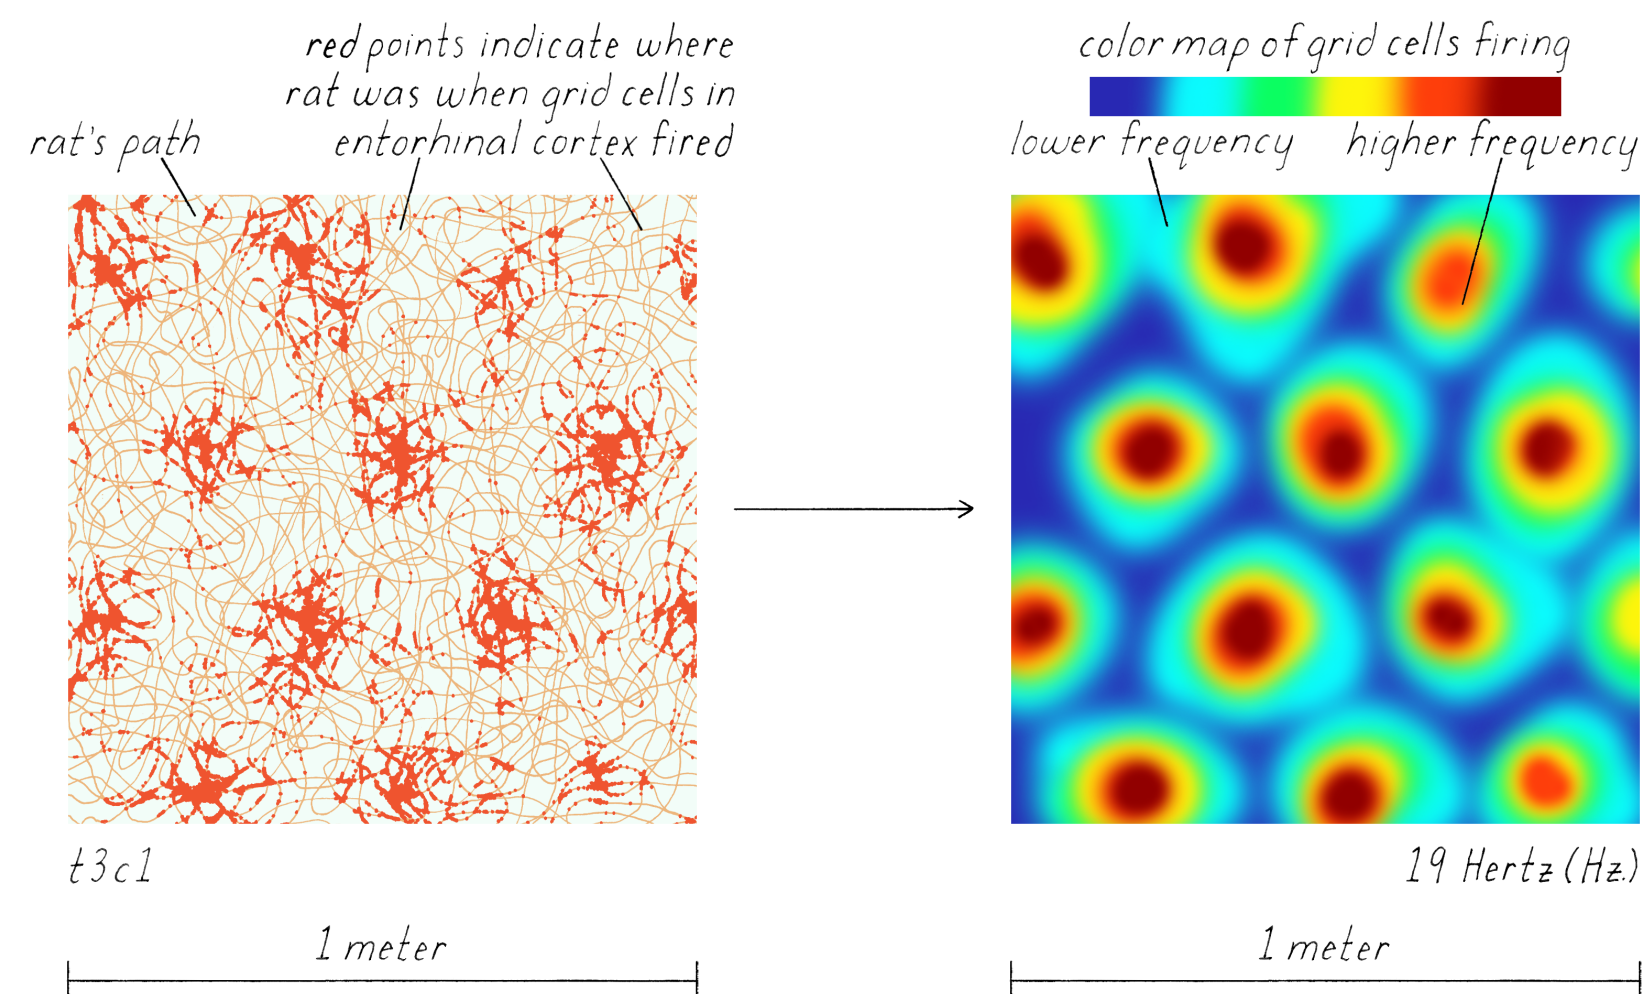 red points indicate where
rat was when grid cells in
entorhinal cortex fired
rat's path
color map of grid cells firing
lower frequency
higher frequency
t3c1
19 Hertz (Hz.)
1 meter
1 meter